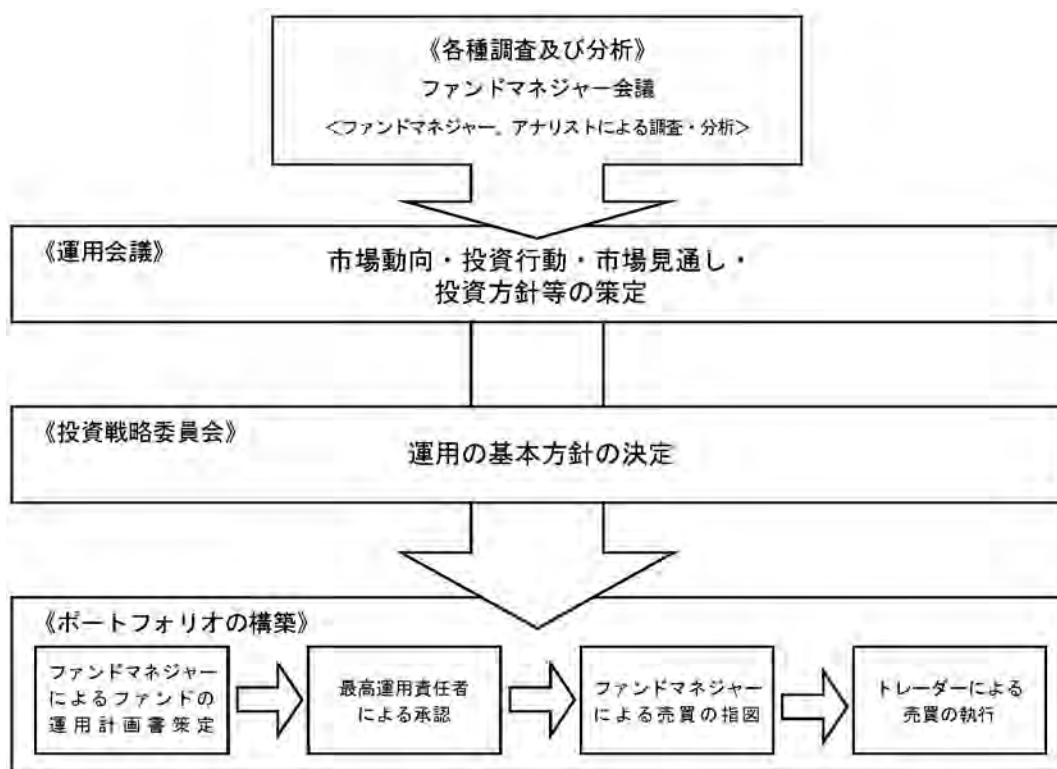 《各種調査及び分析》
ファンドマネジャー会議
<ファンドマネジャー、アナリストによる調査・分析>
《運用会議》
市場動向・投資行動・市場見通し・
投資方針等の策定
《投資戦略委員会》
運用の基本方針の決定
《ポートフォリオの構築》
ファンドマネジャー
によるファンドの
運用計画書策定
最高運用責任者
による承認
ファンドマネジャー
による売買の指図
トレーダーによる
売買の執行